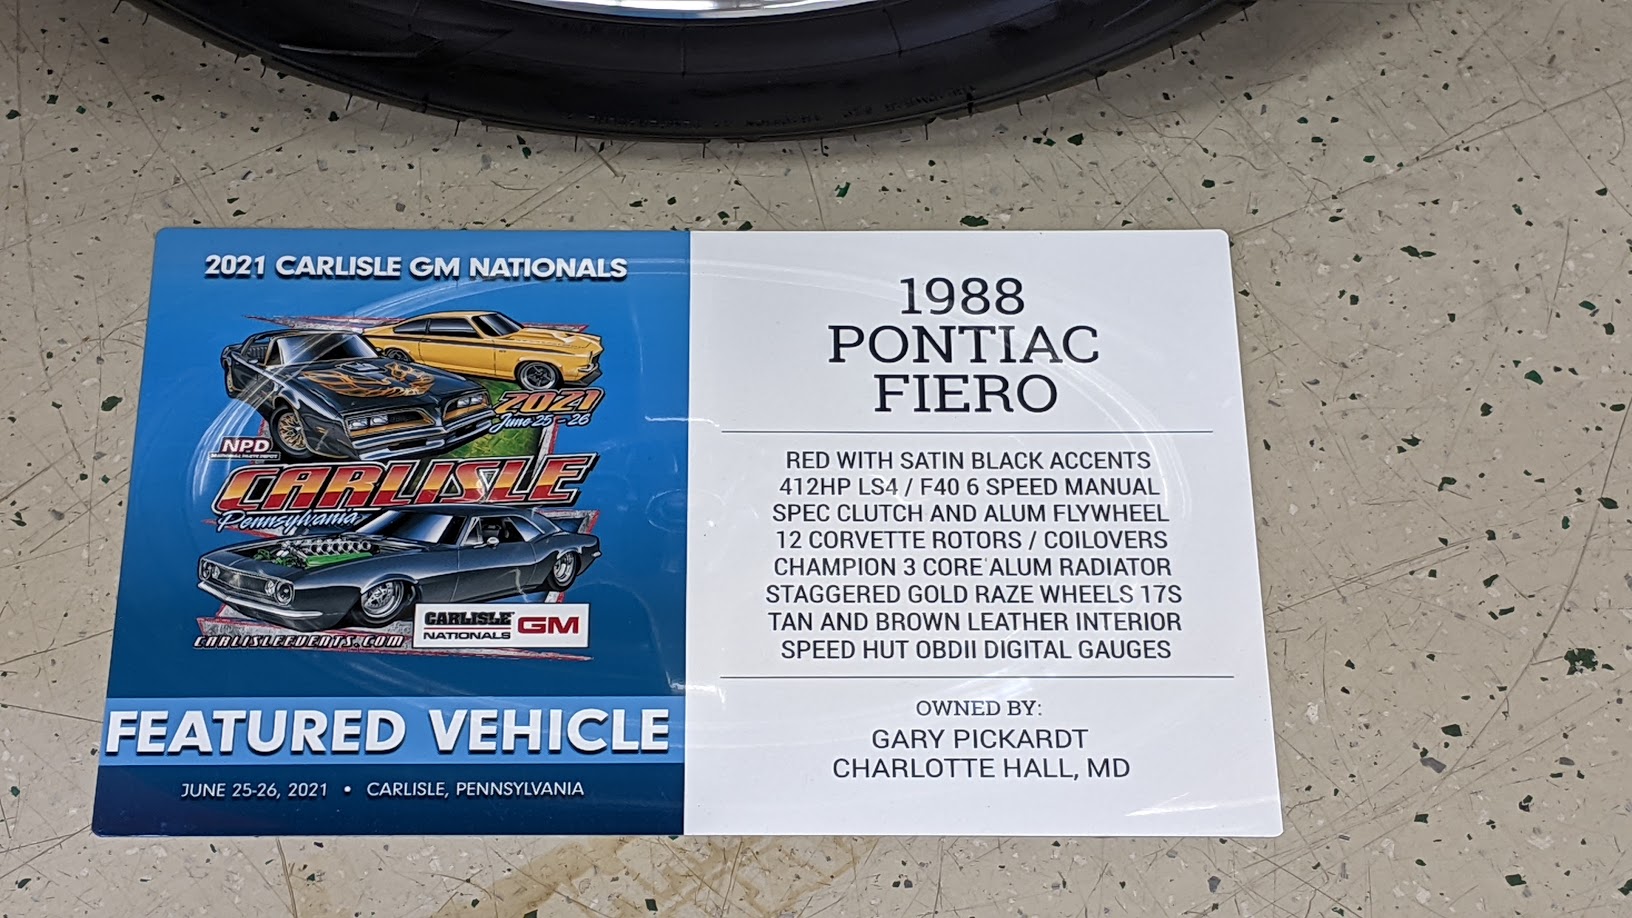 2021 CARLISLE GM NATIONALS
2021
June 25 - 26
NPD
NATIONAL PARTS DEPOT
CARLISLE
Pennsylvania
CARLISLE
NATIONALS
GM
CARLISLEEVENTS.COM
FEATURED VEHICLE
JUNE 25-26, 2021 • CARLISLE, PENNSYLVANIA
1988
PONTIAC
FIERO
RED WITH SATIN BLACK ACCENTS
412HP LS4 / F40 6 SPEED MANUAL
SPEC CLUTCH AND ALUM FLYWHEEL
12 CORVETTE ROTORS / COILOVERS
CHAMPION 3 CORE ALUM RADIATOR
STAGGERED GOLD RAZE WHEELS 17S
TAN AND BROWN LEATHER INTERIOR
SPEED HUT OBDII DIGITAL GAUGES
OWNED BY:
GARY PICKARDT
CHARLOTTE HALL, MD